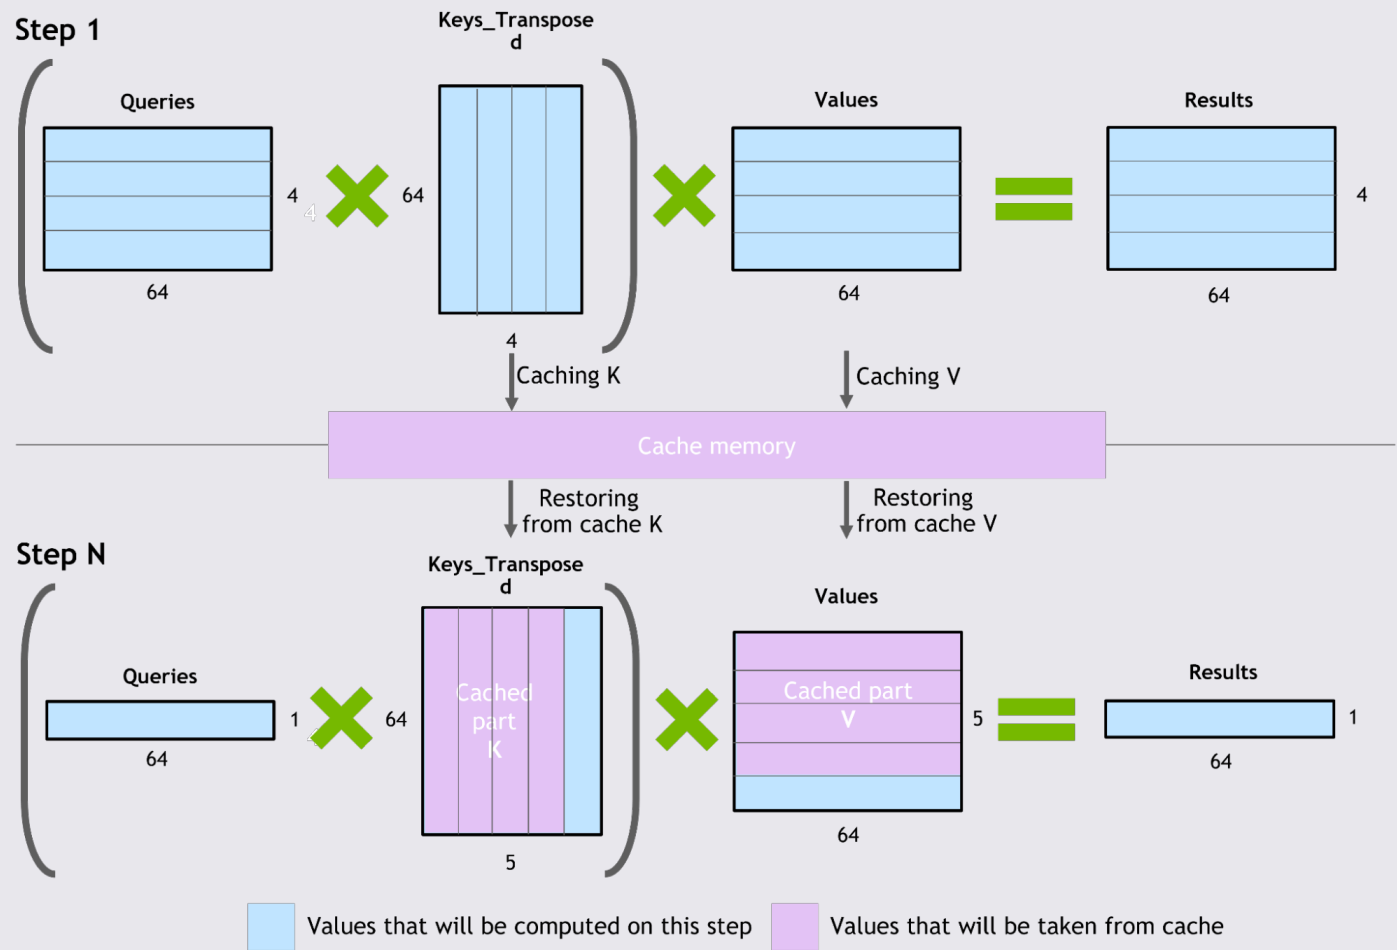 Step 1
Keys_Transpose
d
Queries
Values
Results
4
4
64
4
64
64
64
4
Caching K
Caching V
Cache memory
Restoring
from cache K
Restoring
from cache V
Step N
Keys_Transpose
d
Queries
Values
Results
Cached
part
K
Cached part
V
1
64
5
1
64
64
64
5
Values that will be computed on this step
Values that will be taken from cache